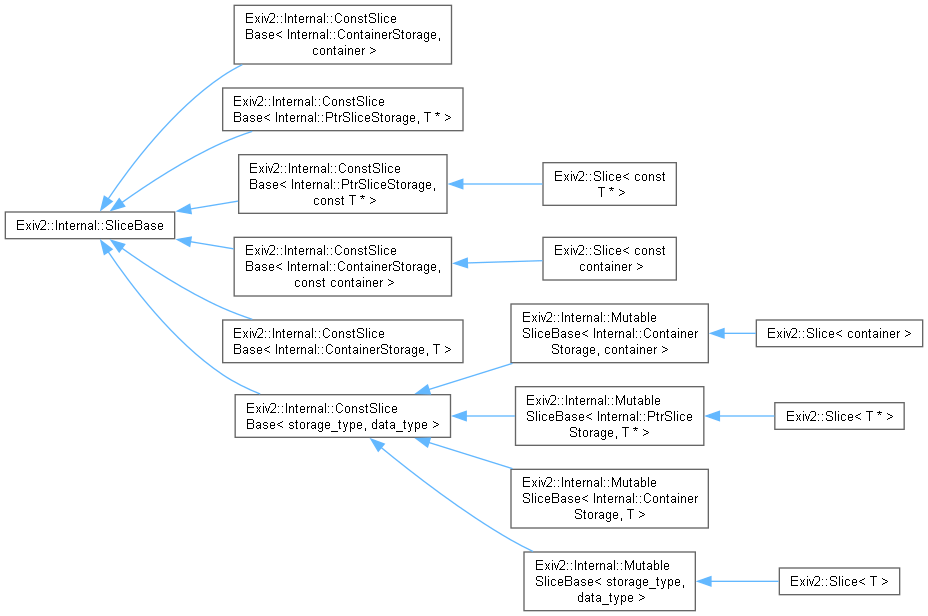 Exiv2::Internal::ConstSlice
Base< Internal::ContainerStorage,
container >
Exiv2::Internal::ConstSlice
Base< Internal::PtrSliceStorage, T * >
Exiv2::Internal::ConstSlice
Base< Internal::PtrSliceStorage,
const T * >
Exiv2::Slice< const
T * >
Exiv2::Internal::SliceBase
Exiv2::Internal::ConstSlice
Base< Internal::ContainerStorage,
const container >
Exiv2::Slice< const
container >
Exiv2::Internal::ConstSlice
Base< Internal::ContainerStorage, T >
Exiv2::Internal::Mutable
SliceBase< Internal::Container
Storage, container >
Exiv2::Slice< container >
Exiv2::Internal::ConstSlice
Base< storage_type, data_type >
Exiv2::Internal::Mutable
SliceBase< Internal::PtrSlice
Storage, T * >
Exiv2::Slice< T * >
Exiv2::Internal::Mutable
SliceBase< Internal::Container
Storage, T >
Exiv2::Internal::Mutable
SliceBase< storage_type,
data_type >
Exiv2::Slice< T >